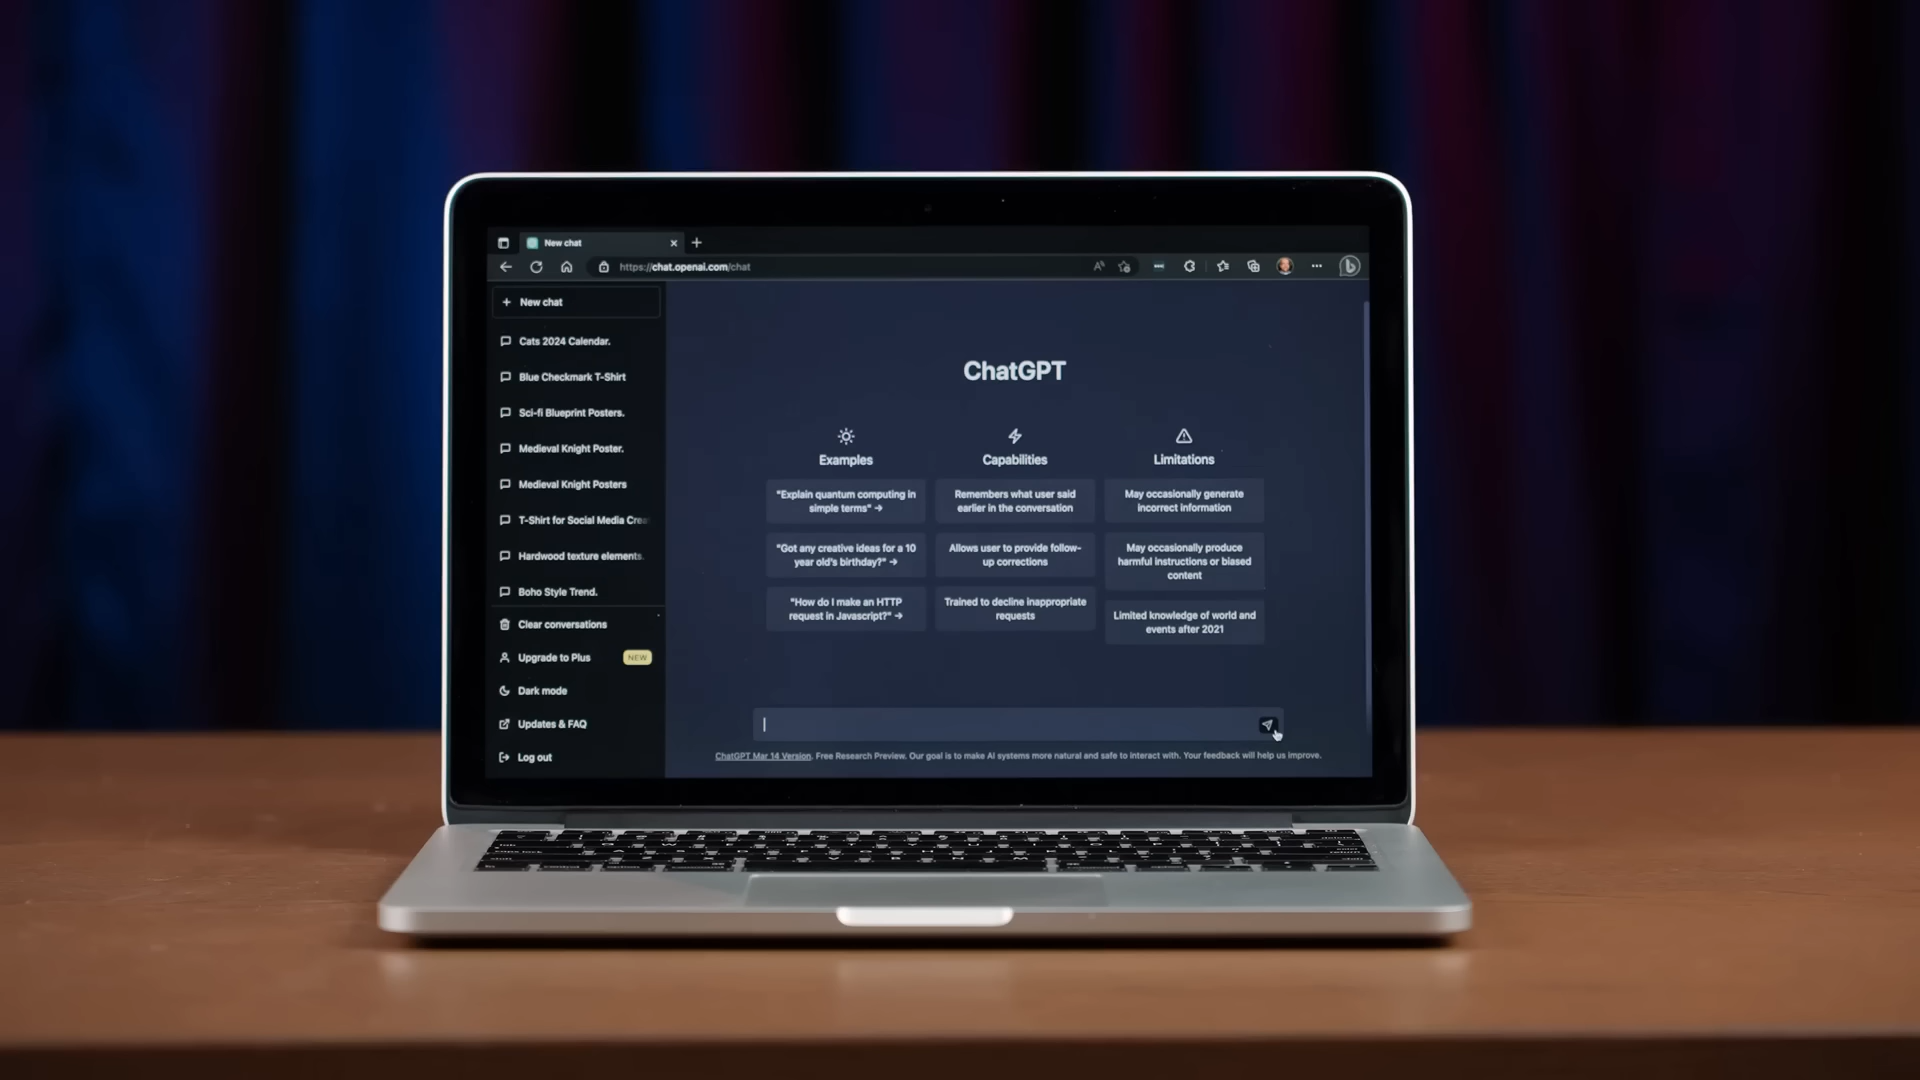 New chat
https://chat.openai.com/chat
New chat
Cats 2024 Calendar.
Blue Checkmark T-Shirt
Sci-fi Blueprint Posters.
Medieval Knight Poster.
Medieval Knight Posters
T-Shirt for Social Media Crea
Hardwood texture elements.
Boho Style Trend.
Clear conversations
Upgrade to Plus NEW
Dark mode
Updates & FAQ
Log out
ChatGPT
Examples
"Explain quantum computing in
simple terms" →
"Got any creative ideas for a 10
year old's birthday?" →
"How do I make an HTTP
request in Javascript?" →
Capabilities
Remembers what user said
earlier in the conversation
Allows user to provide follow-
up corrections
Trained to decline inappropriate
requests
Limitations
May occasionally generate
incorrect information
May occasionally produce
harmful instructions or biased
content
Limited knowledge of world and
events after 2021
ChatGPT Mar 14 Version. Free Research Preview. Our goal is to make AI systems more natural and safe to interact with. Your feedback will help us improve.